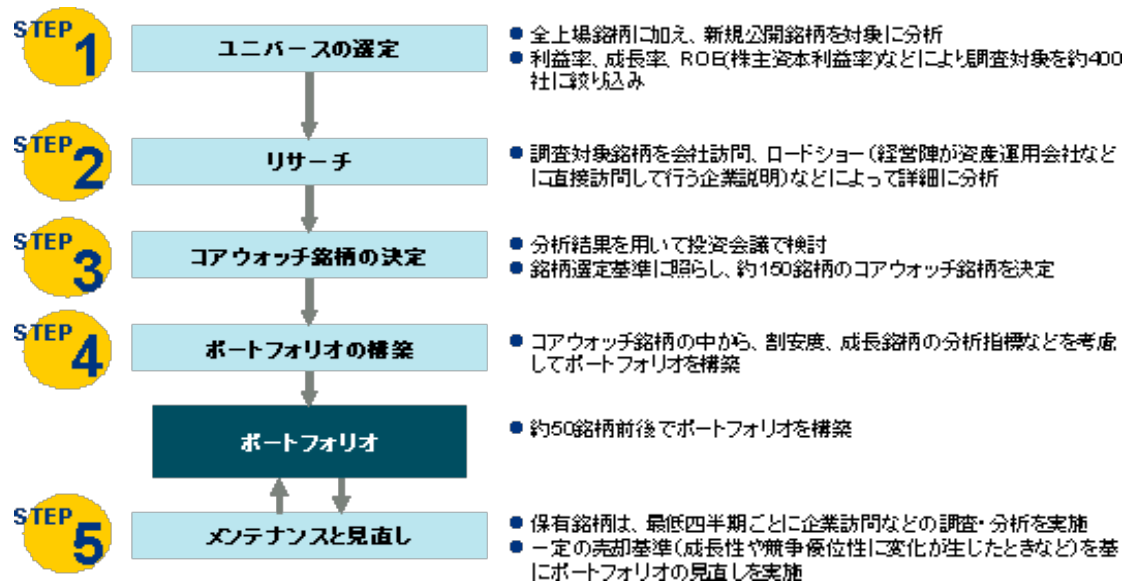 STEP 1
ユニバースの選定
● 全上場銘柄に加え、新規公開銘柄を対象に分析
● 利益率、成長率、ROE(株主資本利益率)などにより調査対象を約400
社に絞り込み
STEP 2
リサーチ
● 調査対象銘柄を会社訪問、ロードショー(経営陣が資産運用会社など
に直接訪問して行う企業説明)などによって詳細に分析
STEP 3
コアウォッチ銘柄の決定
● 分析結果を用いて投資会議で検討
● 銘柄選定基準に照らし、約150銘柄のコアウォッチ銘柄を決定
STEP 4
ポートフォリオの構築
● コアウォッチ銘柄の中から、割安度、成長銘柄の分析指標などを考慮
してポートフォリオを構築
ポートフォリオ
● 約50銘柄前後でポートフォリオを構築
STEP 5
メンテナンスと見直し
● 保有銘柄は、最低四半期ごとに企業訪問などの調査・分析を実施
● 一定の売却基準(成長性や競争優位性に変化が生じたときなど)を基
にポートフォリオの見直しを実施